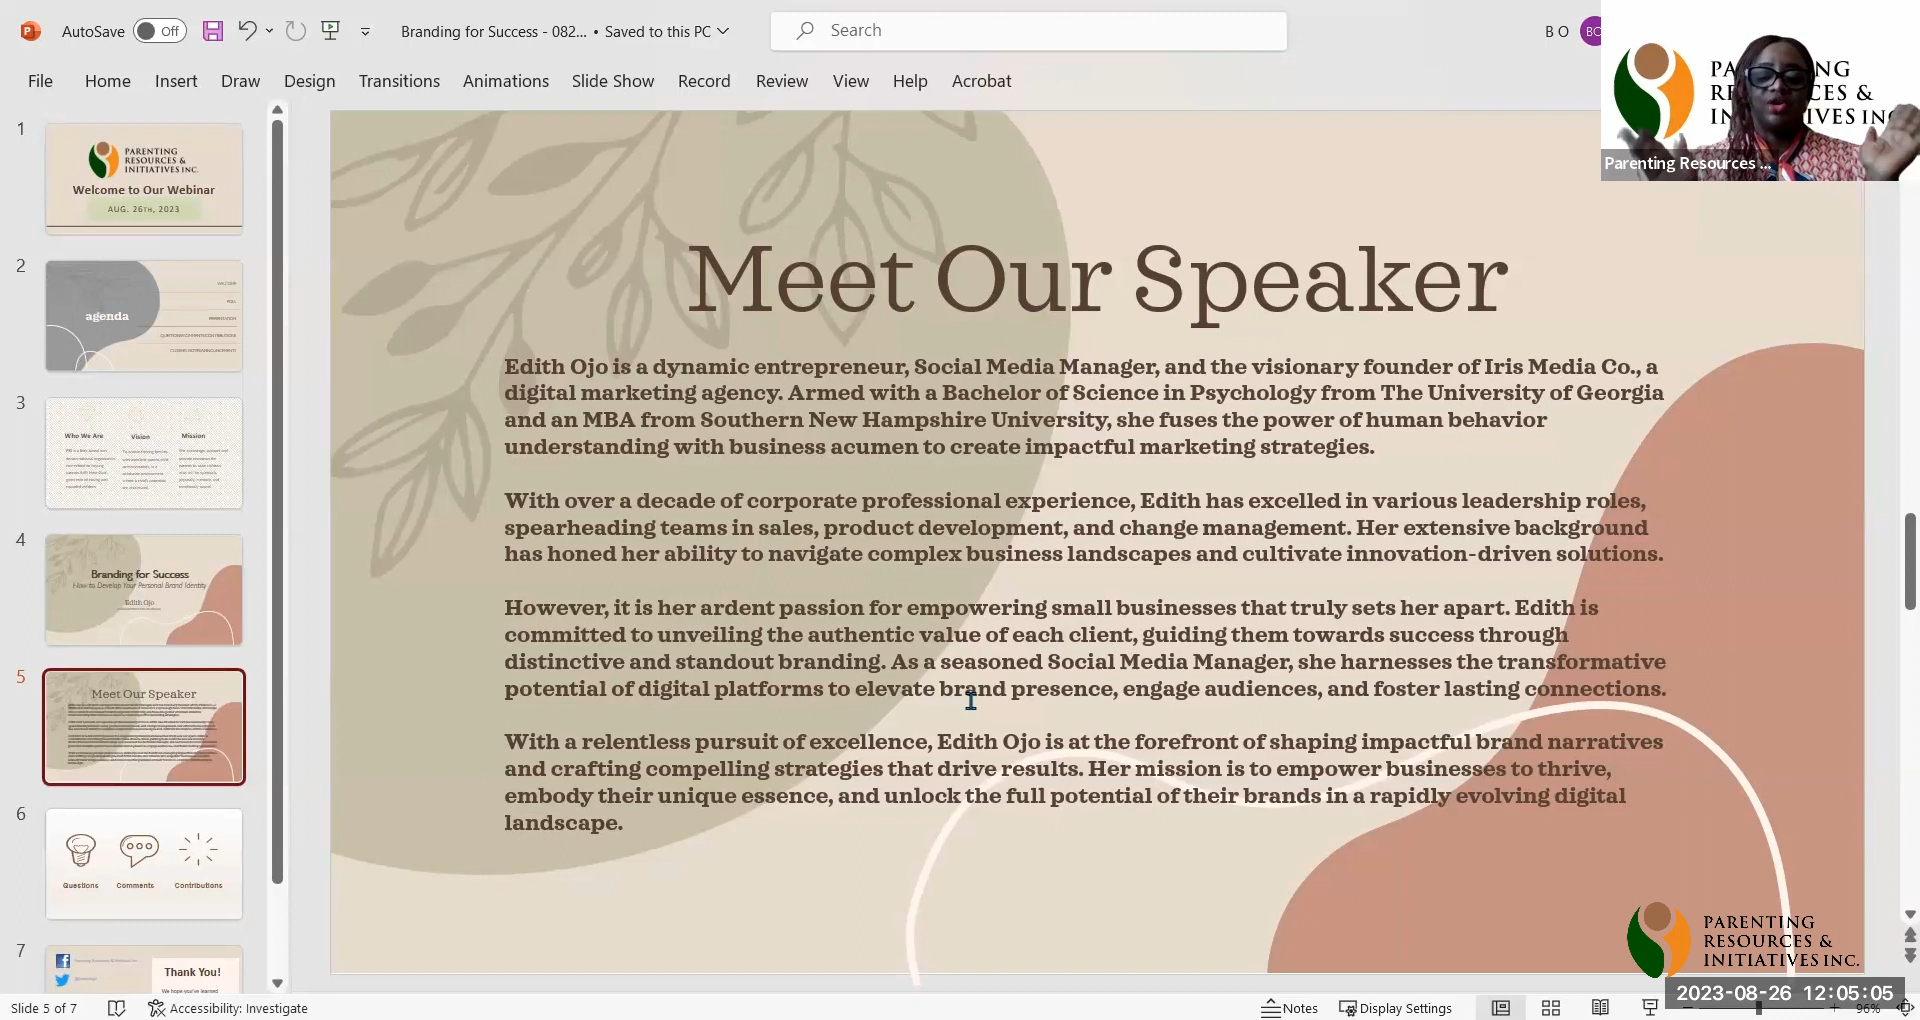 AutoSave Off
Branding for Success - 082... • Saved to this PC
Search
B O
File Home Insert Draw Design Transitions Animations Slide Show Record Review View Help Acrobat
Parenting Resources ...
1
PARENTING
RESOURCES &
INITIATIVES INC.
Welcome to Our Webinar
AUG. 26TH, 2023
2
agenda
3
Who We Are Vision Mission
4
Branding for Success
How to Develop Your Personal Brand Identity
Edith Ojo
5
Meet Our Speaker
6
Questions Comments Contributions
7
Thank You!
We hope you've learned
Meet Our Speaker
Edith Ojo is a dynamic entrepreneur, Social Media Manager, and the visionary founder of Iris Media Co., a
digital marketing agency. Armed with a Bachelor of Science in Psychology from The University of Georgia
and an MBA from Southern New Hampshire University, she fuses the power of human behavior
understanding with business acumen to create impactful marketing strategies.
With over a decade of corporate professional experience, Edith has excelled in various leadership roles,
spearheading teams in sales, product development, and change management. Her extensive background
has honed her ability to navigate complex business landscapes and cultivate innovation-driven solutions.
However, it is her ardent passion for empowering small businesses that truly sets her apart. Edith is
committed to unveiling the authentic value of each client, guiding them towards success through
distinctive and standout branding. As a seasoned Social Media Manager, she harnesses the transformative
potential of digital platforms to elevate brand presence, engage audiences, and foster lasting connections.
With a relentless pursuit of excellence, Edith Ojo is at the forefront of shaping impactful brand narratives
and crafting compelling strategies that drive results. Her mission is to empower businesses to thrive,
embody their unique essence, and unlock the full potential of their brands in a rapidly evolving digital
landscape.
PARENTING
RESOURCES &
INITIATIVES INC.
2023-08-26 12:05:05
Slide 5 of 7 Accessibility: Investigate Notes Display Settings 96%